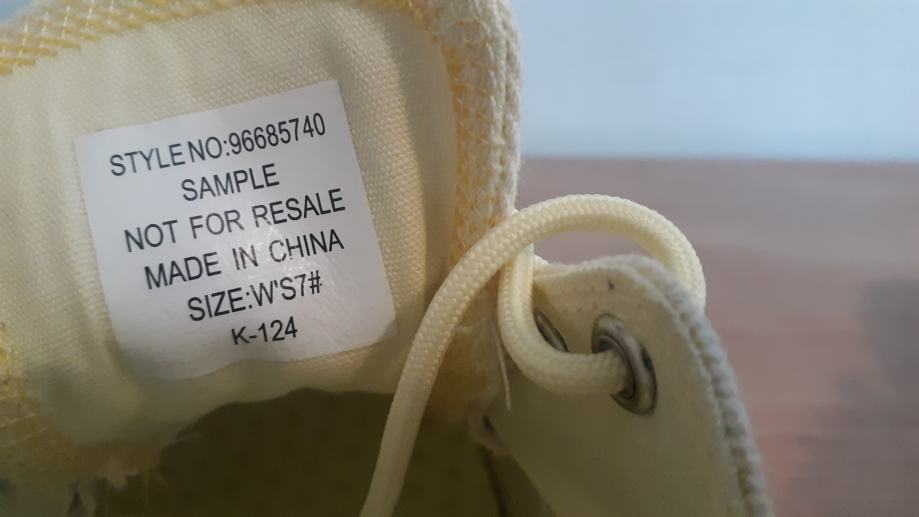 STYLE NO:96685740
SAMPLE
NOT FOR RESALE
MADE IN CHINA
SIZE:W'S7#
K-124